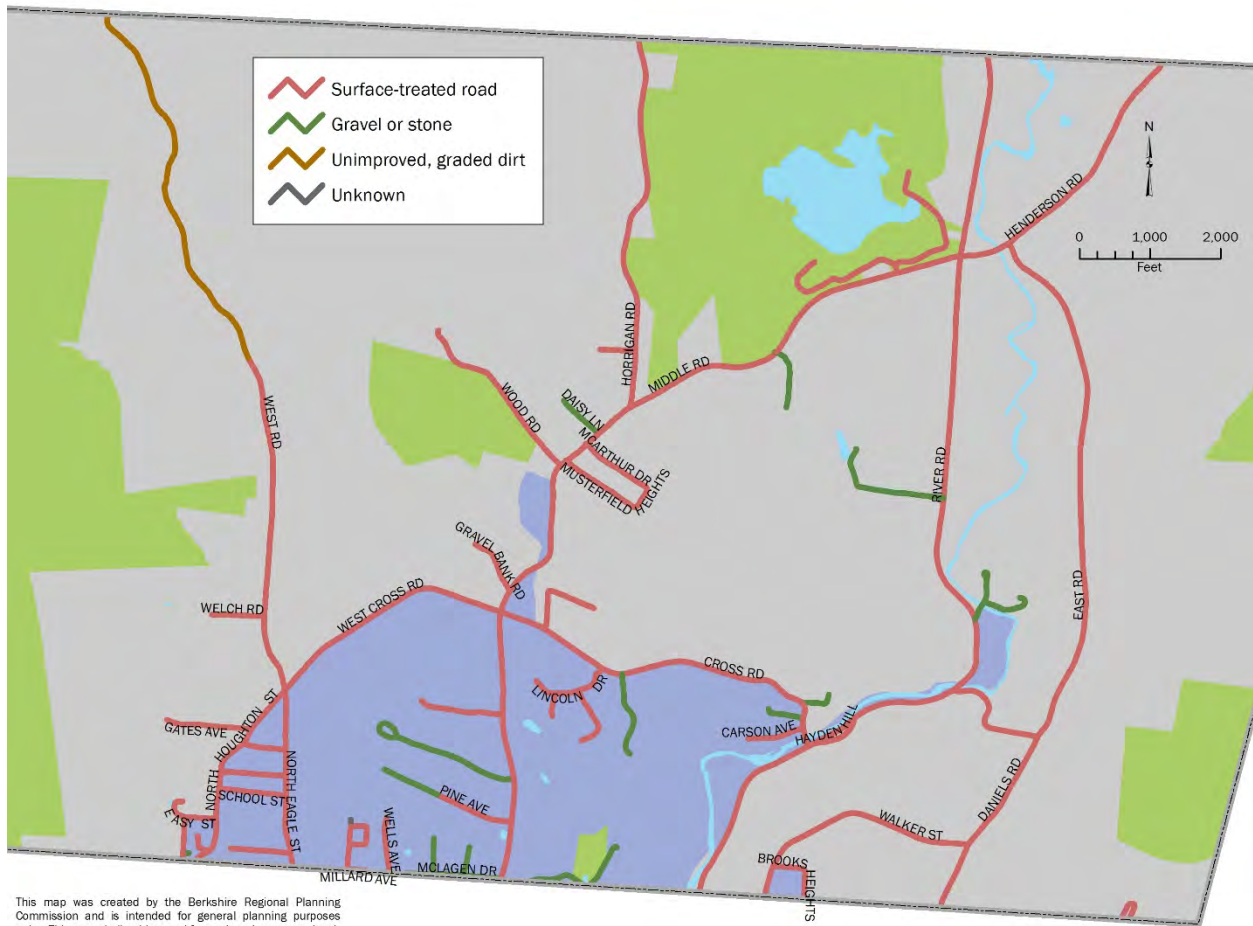 Surface-treated road
Gravel or stone
Unimproved, graded dirt
Unknown
N
0 1,000 2,000
Feet
HENDERSON RD
HORRIGAN RD
MIDDLE RD
WOOD RD
DAISY LN
MCARTHUR DR
MUSTERFIELD HEIGHTS
WEST RD
RIVER RD
GRAVEL BANK RD
EAST RD
WELCH RD
WEST CROSS RD
CROSS RD
LINCOLN DR
CARSON AVE
HAYDEN HILL
GATES AVE
NORTH HOUGHTON ST
NORTH EAGLE ST
SCHOOL ST
EASY ST
PINE AVE
WELLS AVE
DANIELS RD
WALKER ST
BROOKS HEIGHTS
MCLAGEN DR
MILLARD AVE
This map was created by the Berkshire Regional Planning
Commission and is intended for general planning purposes